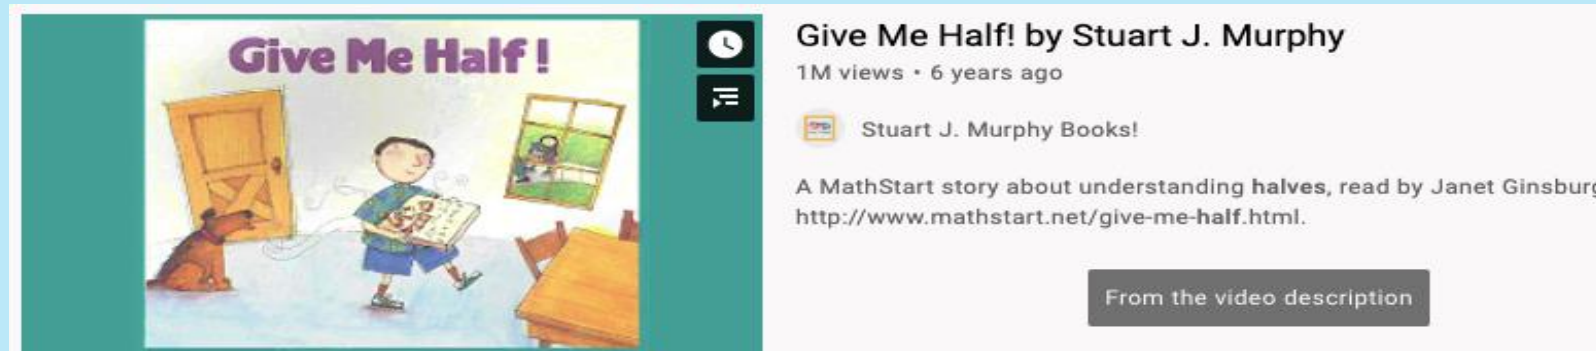 Give Me Half!
Give Me Half! by Stuart J. Murphy
1M views • 6 years ago
Stuart J. Murphy Books!
A MathStart story about understanding halves, read by Janet Ginsburg
http://www.mathstart.net/give-me-half.html.
From the video description